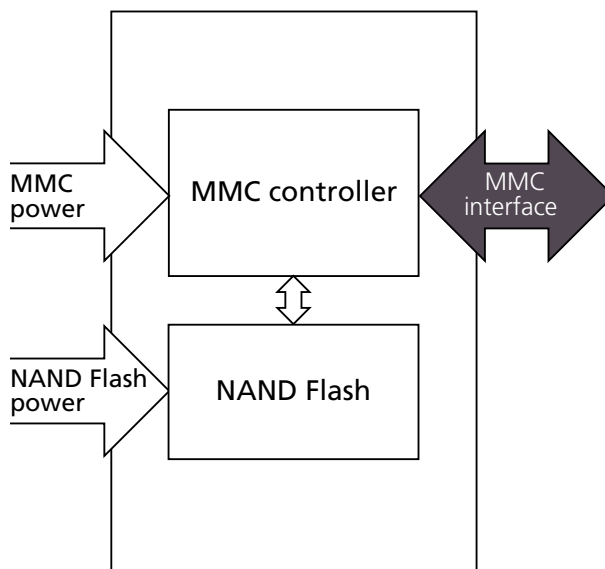 MMC
power
MMC controller
MMC
interface
NAND Flash
power
NAND Flash